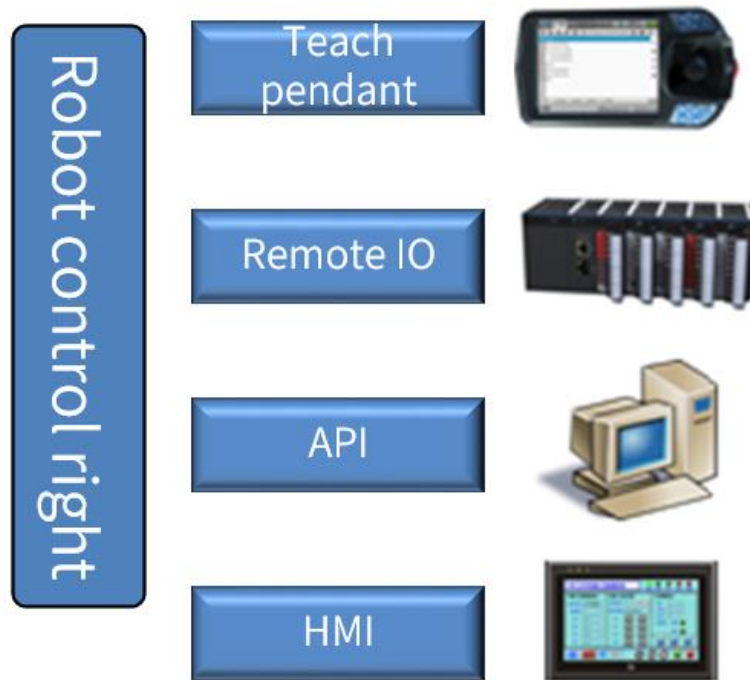 Robot control right
Teach
pendant
Remote IO
API
HMI